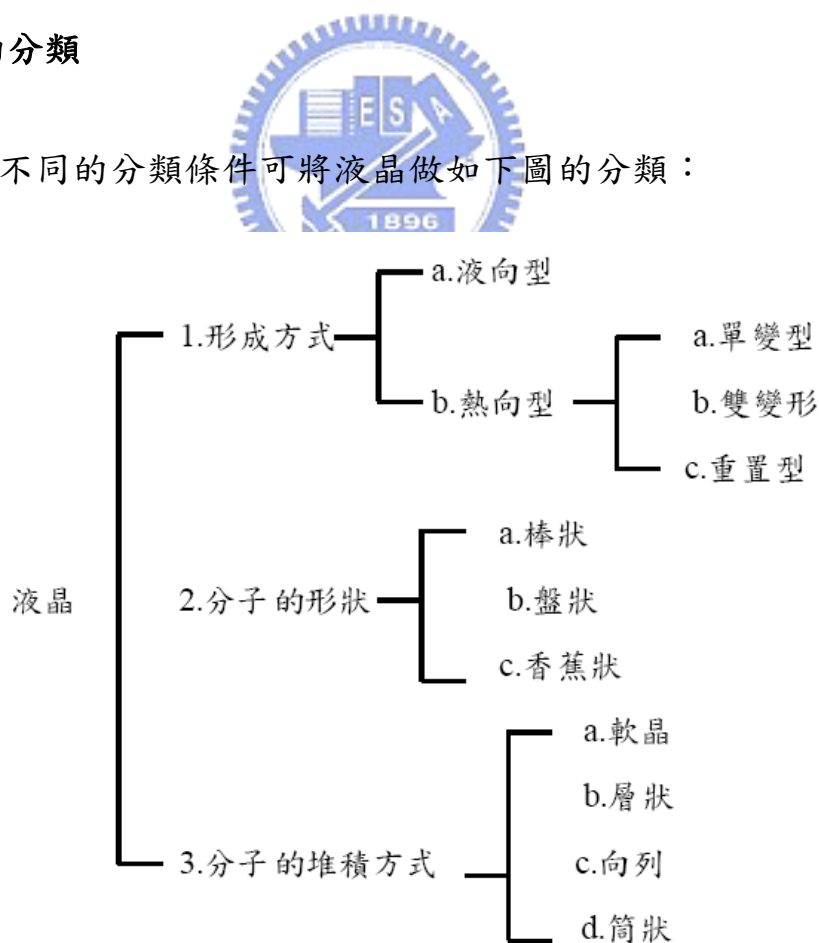 分類
ESA
不同的分類條件可將液晶做如下圖的分類：
1896
a.液向型
1.形成方式
a.單變型
b.熱向型
b.雙變形
c.重置型
a.棒狀
液晶
2.分子的形狀
b.盤狀
c.香蕉狀
a.軟晶
b.層狀
3.分子的堆積方式
c.向列
d.筒狀